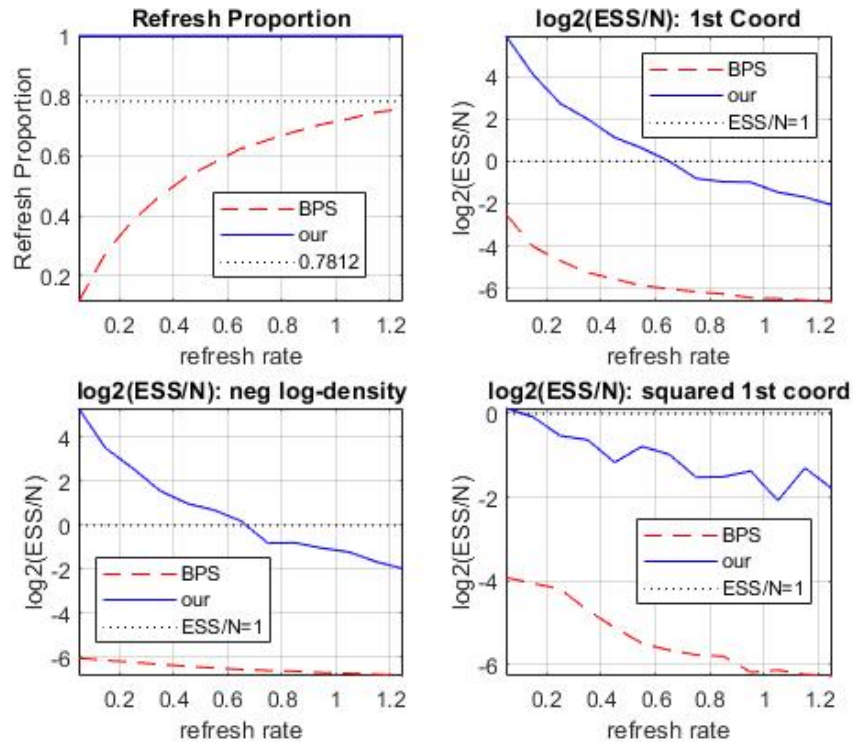 Refresh Proportion
Refresh Proportion
1
0.8
0.6
0.4
0.2
BPS
our
0.7812
0.2 0.4 0.6 0.8 1 1.2
refresh rate
log2(ESS/N): 1st Coord
log2(ESS/N)
4
2
0
-2
-4
-6
BPS
our
ESS/N=1
0.2 0.4 0.6 0.8 1 1.2
refresh rate
log2(ESS/N): neg log-density
log2(ESS/N)
4
2
0
-2
-4
-6
BPS
our
ESS/N=1
0.2 0.4 0.6 0.8 1 1.2
refresh rate
log2(ESS/N): squared 1st coord
log2(ESS/N)
0
-2
-4
-6
BPS
our
ESS/N=1
0.2 0.4 0.6 0.8 1 1.2
refresh rate